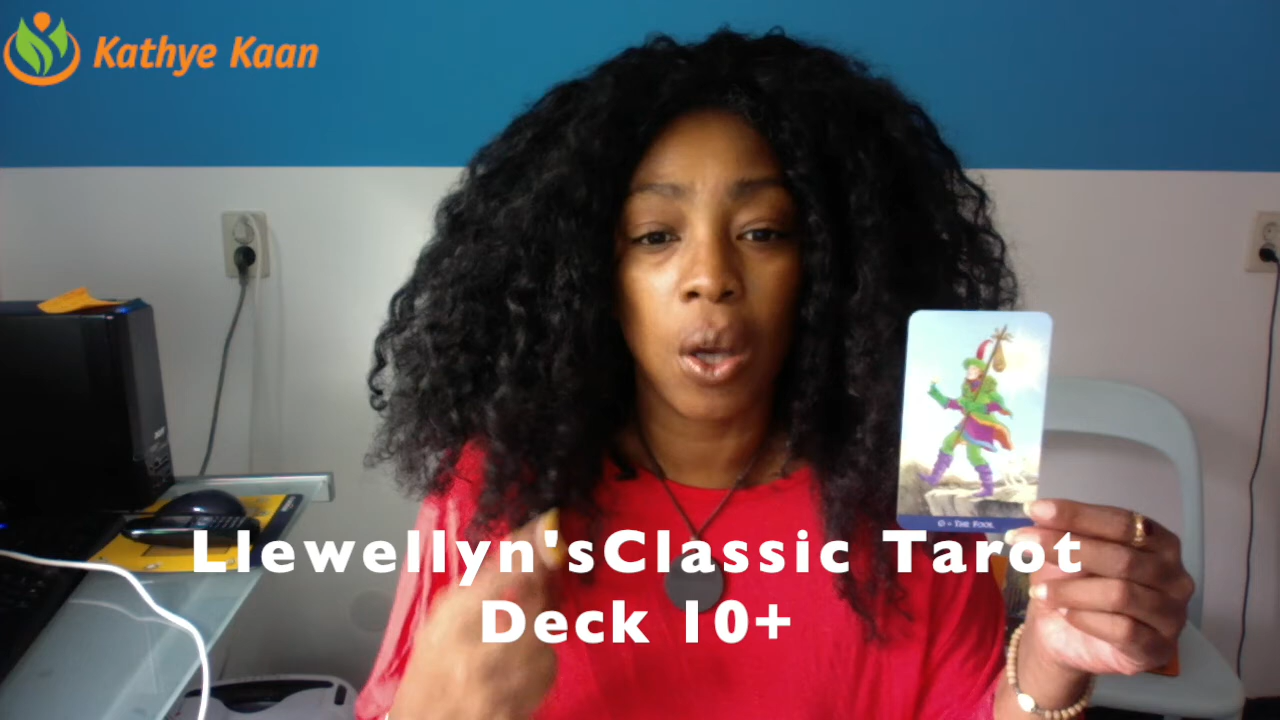 Kathye Kaan
0 • THE FOOL
Llewellyn'sClassic Tarot
Deck 10+